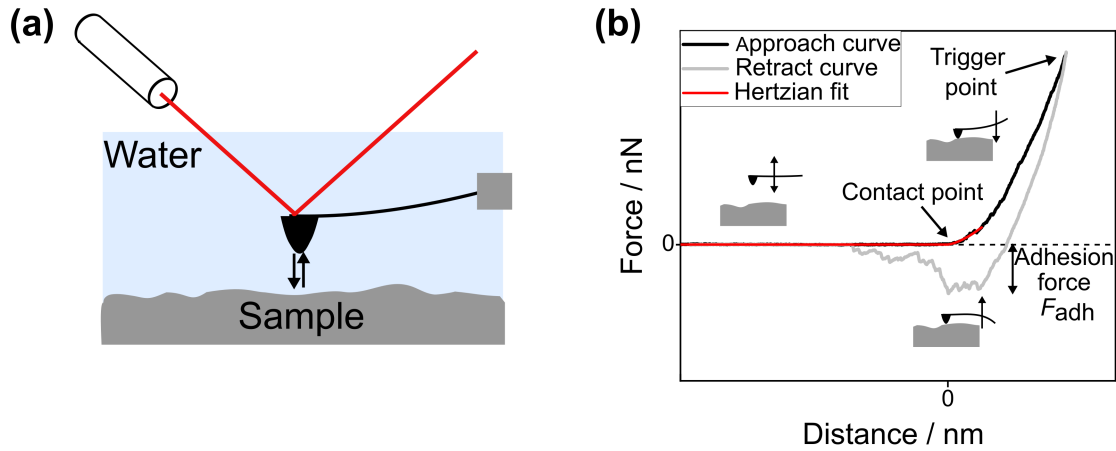 (a)
Water
Sample
(b)
Approach curve
Retract curve
Hertzian fit
Trigger
point
Contact point
Force / nN
0
Adhesion
force
Fadh
0
Distance / nm